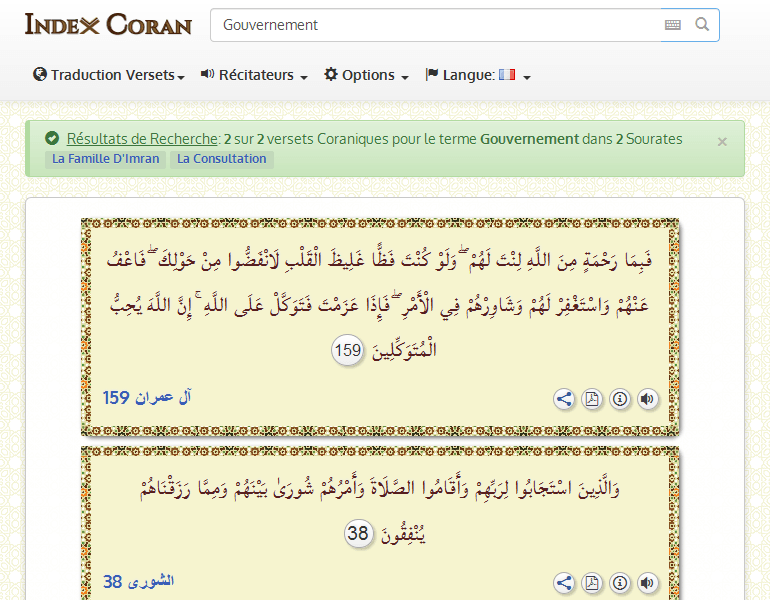 Index Coran
Gouvernement
Traduction Versets Récitateurs Options Langue:
Résultats de Recherche: 2 sur 2 versets Coraniques pour le terme Gouvernement dans 2 Sourates ×
La Famille D'Imran La Consultation
فَبِمَا رَحْمَةٍ مِنَ اللَّهِ لِنْتَ لَهُمْ ۖ وَلَوْ كُنْتَ فَظًّا غَلِيظَ الْقَلْبِ لَانْفَضُّوا مِنْ حَوْلِكَ ۖ فَاعْفُ
عَنْهُمْ وَاسْتَغْفِرْ لَهُمْ وَشَاوِرْهُمْ فِي الْأَمْرِ ۖ فَإِذَا عَزَمْتَ فَتَوَكَّلْ عَلَى اللَّهِ ۚ إِنَّ اللَّهَ يُحِبُّ
الْمُتَوَكِّلِينَ 159
آل عمران 159
وَالَّذِينَ اسْتَجَابُوا لِرَبِّهِمْ وَأَقَامُوا الصَّلَاةَ وَأَمْرُهُمْ شُورَىٰ بَيْنَهُمْ وَمِمَّا رَزَقْنَاهُمْ
يُنْفِقُونَ 38
الشورى 38